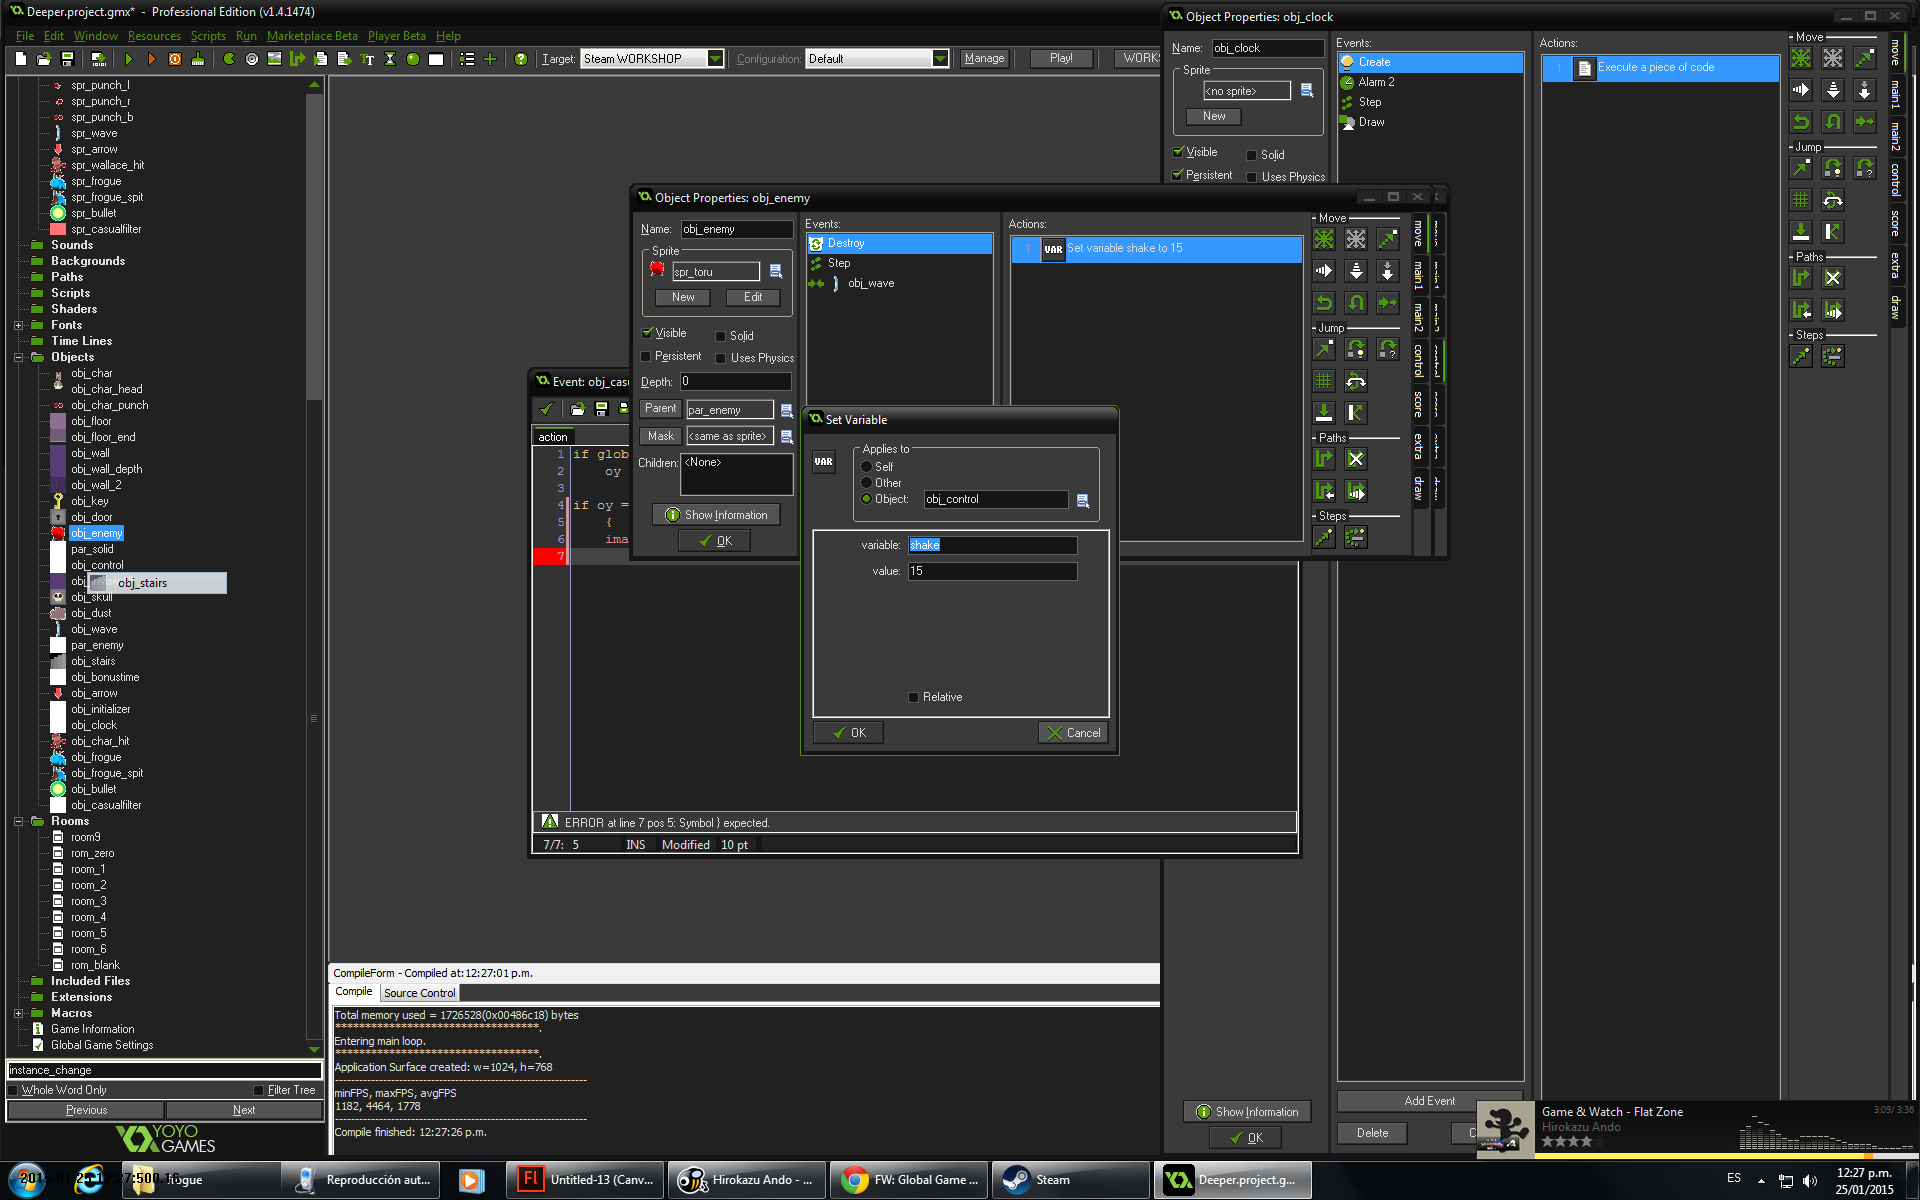 Deeper.project.gmx* - Professional Edition (v1.4.1474)
File Edit Window Resources Scripts Run Marketplace Beta Player Beta Help
Target: Steam WORKSHOP Configuration: Default Manage Play!
spr_punch_l
spr_punch_r
spr_punch_b
spr_wave
spr_arrow
spr_wallace_hit
spr_frogue
spr_frogue_spit
spr_bullet
spr_casualfilter
Sounds
Backgrounds
Paths
Scripts
Shaders
Fonts
Time Lines
Objects
obj_char
obj_char_head
obj_char_punch
obj_floor
obj_floor_end
obj_wall
obj_wall_depth
obj_wall_2
obj_key
obj_door
obj_enemy
par_solid
obj_control
obj_stairs
obj_skull
obj_dust
obj_wave
par_enemy
obj_stairs
obj_bonustime
obj_arrow
obj_initializer
obj_clock
obj_char_hit
obj_frogue
obj_frogue_spit
obj_bullet
obj_casualfilter
Rooms
room9
rom_zero
room_1
room_2
room_3
room_4
room_5
room_6
rom_blank
Included Files
Extensions
Macros
Game Information
Global Game Settings
instance_change
Whole Word Only Filter Tree
Previous Next
YOYO
GAMES
Object Properties: obj_clock
Name: obj_clock
Sprite
<no sprite>
New
Visible Solid
Persistent Uses Physics
Events:
Create
Alarm 2
Step
Draw
Actions:
1 Execute a piece of code
Move
Jump
Paths
Steps
move
main1
main2
control
score
extra
draw
Show Information
OK
Add Event
Delete
Object Properties: obj_enemy
Name: obj_enemy
Sprite
spr_toru
New Edit
Visible Solid
Persistent Uses Physics
Depth: 0
Parent par_enemy
Mask <same as sprite>
Children: <None>
Show Information
OK
Events:
Destroy
Step
obj_wave
Actions:
1 VAR Set variable shake to 15
Move
Jump
Paths
Steps
move
main1
main2
control
score
extra
draw
Event: obj_casu
action
1 if glob
2 oy
3
4 if oy =
5 {
6 ima
7
ERROR at line 7 pos 5: Symbol } expected.
7/7: 5 INS Modified 10 pt
Set Variable
VAR
Applies to
Self
Other
Object: obj_control
variable: shake
value: 15
Relative
OK Cancel
CompileForm - Compiled at:12:27:01 p.m.
Compile Source Control
Total memory used = 1726528(0x00486c18) bytes
**********************************.
Entering main loop.
**********************************.
Application Surface created: w=1024, h=768
minFPS, maxFPS, avgFPS
1182, 4464, 1778
Compile finished: 12:27:26 p.m.
Game & Watch - Flat Zone
Hirokazu Ando
3:09/ 3:36
Reproducción aut...
Untitled-13 (Canv...
Hirokazu Ando - ...
FW: Global Game ...
Steam
Deeper.project.g...
ES
12:27 p.m.
25/01/2015